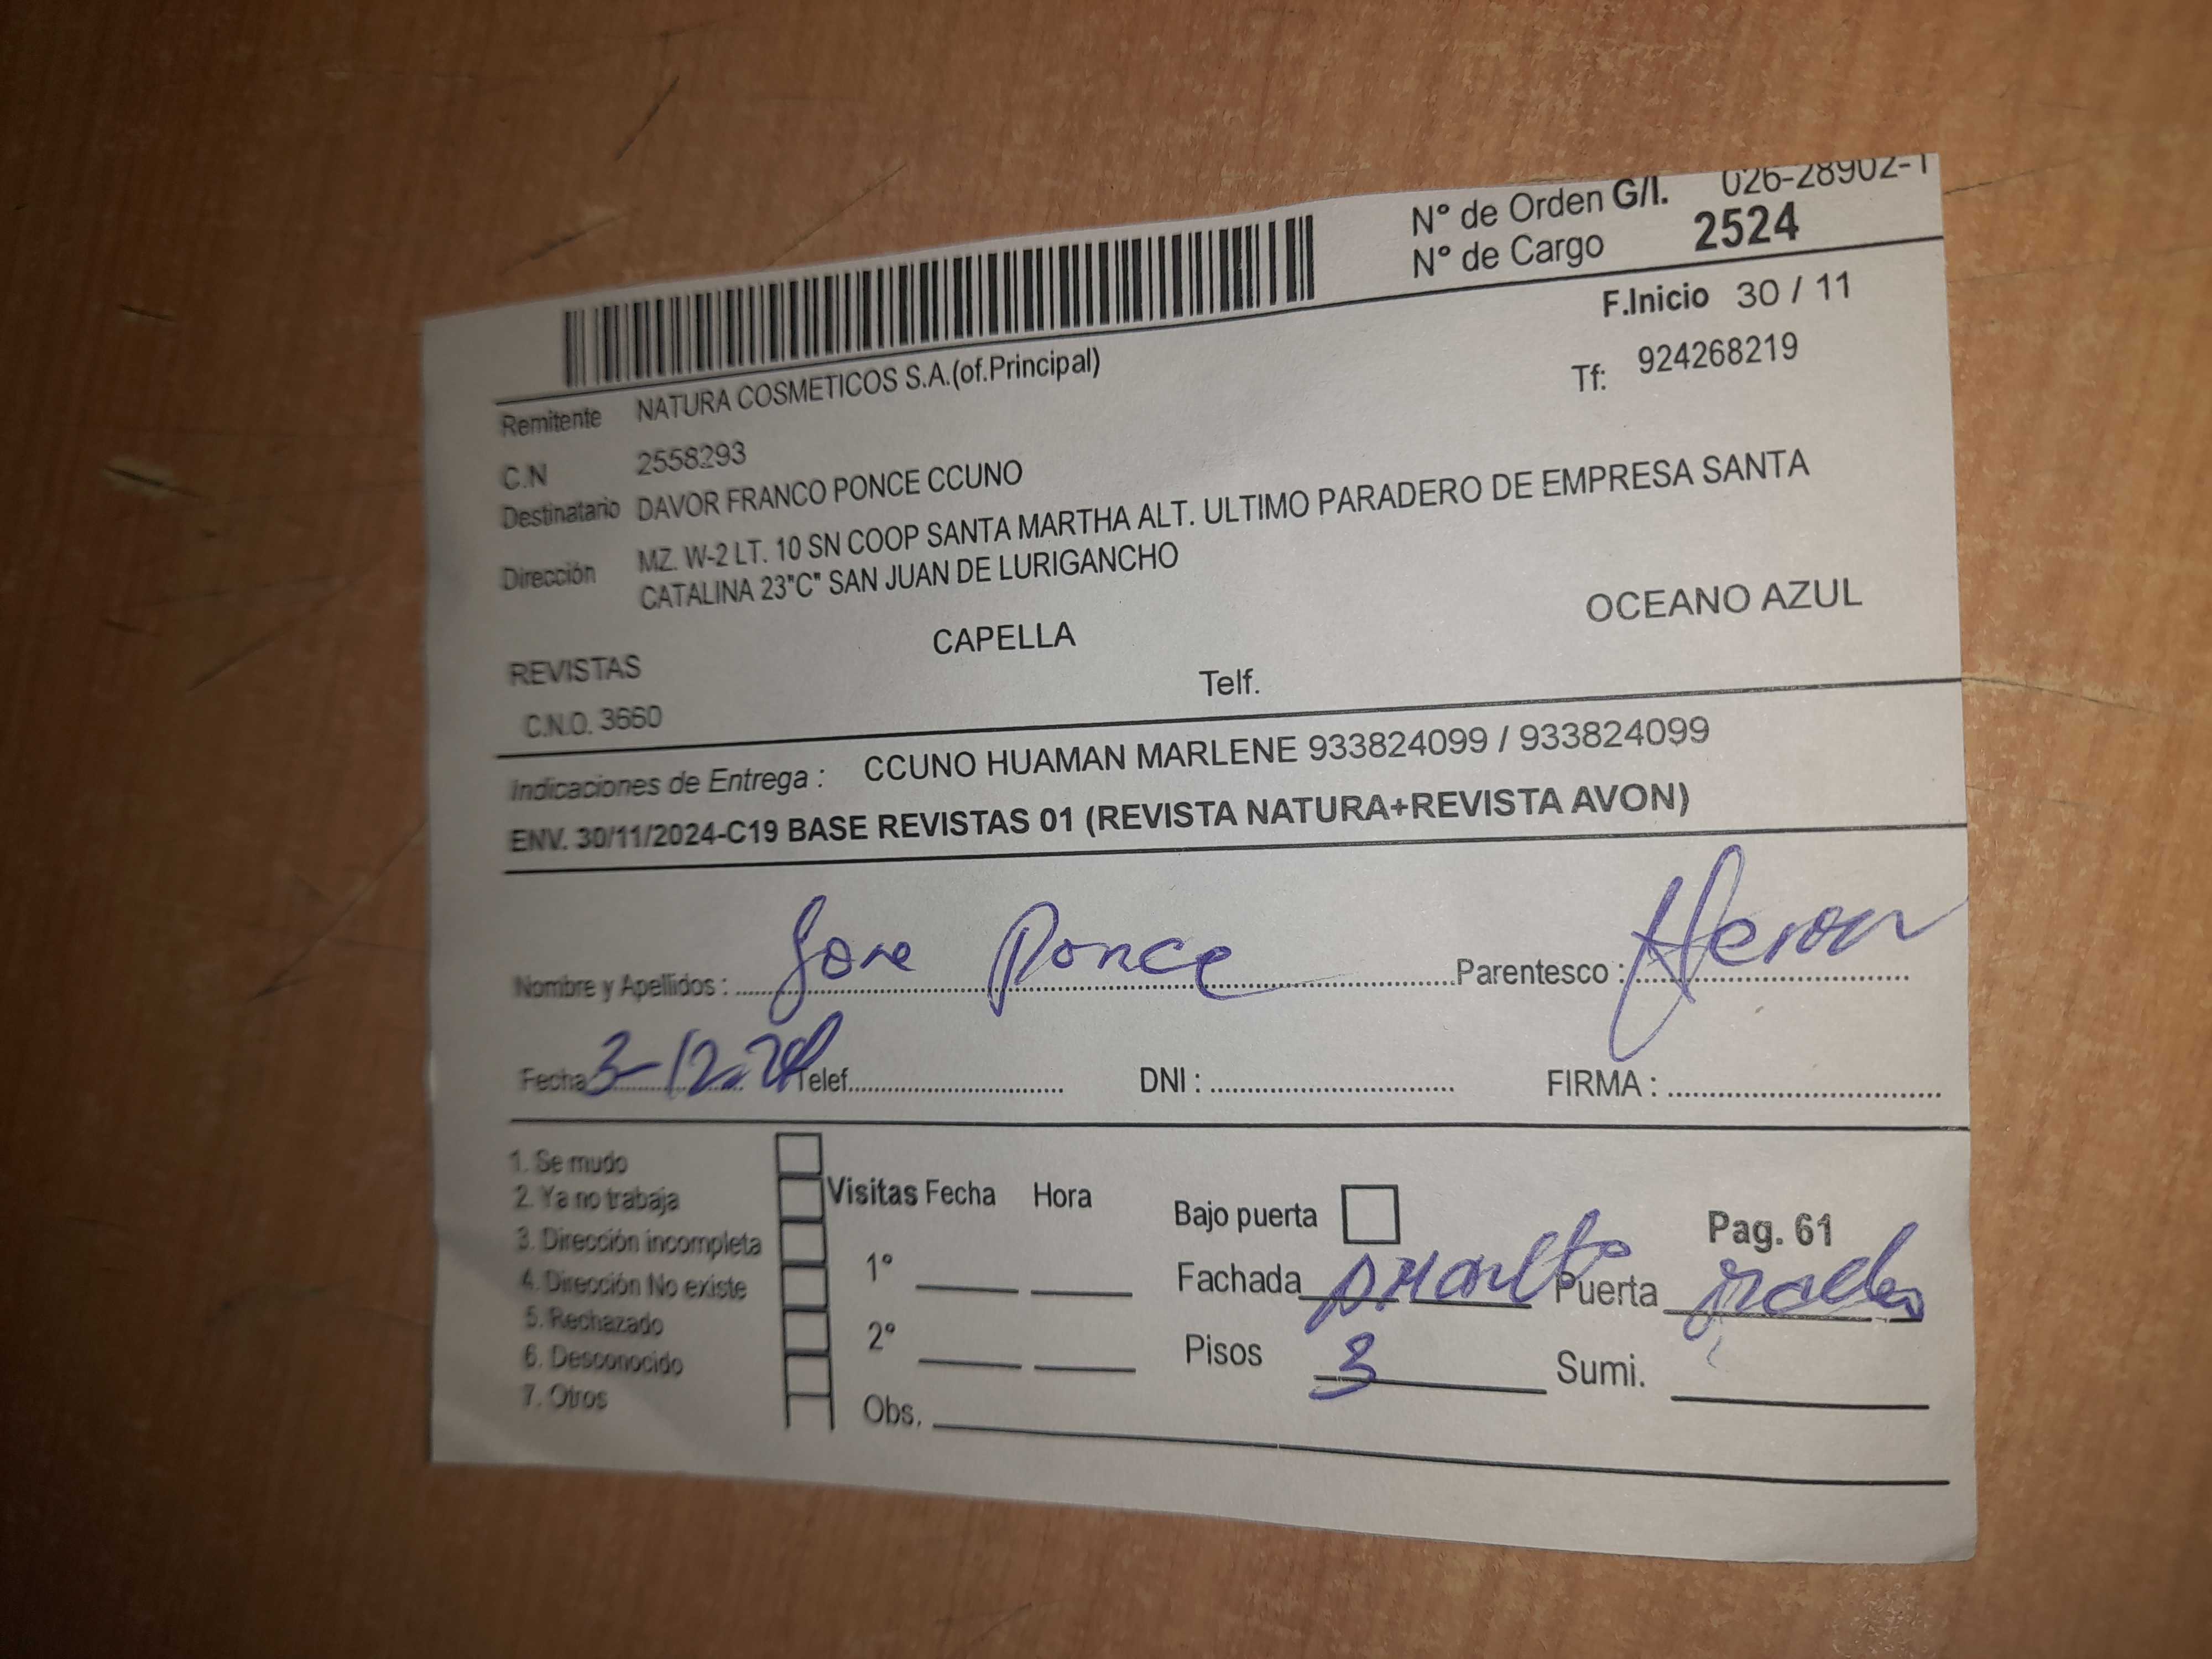 N° de Orden G/I. 026-28902-1
N° de Cargo 2524
F.Inicio 30 / 11
Remitente NATURA COSMETICOS S.A.(of.Principal)
Tf: 924268219
C.N 2558293
Destinatario DAVOR FRANCO PONCE CCUNO
Dirección MZ. W-2 LT. 10 SN COOP SANTA MARTHA ALT. ULTIMO PARADERO DE EMPRESA SANTA
CATALINA 23"C" SAN JUAN DE LURIGANCHO
REVISTAS CAPELLA OCEANO AZUL
C.N.O. 3660 Telf.
Indicaciones de Entrega : CCUNO HUAMAN MARLENE 933824099 / 933824099
ENV. 30/11/2024-C19 BASE REVISTAS 01 (REVISTA NATURA+REVISTA AVON)
Nombre y Apellidos : Jose Ponce Parentesco :
Fecha 3-12-24 Telef. DNI : FIRMA :
1. Se mudo
2. Ya no trabaja
3. Dirección incompleta
4. Dirección No existe
5. Rechazado
6. Desconocido
7. Otros
Visitas Fecha Hora
1°
2°
Obs.
Bajo puerta Pag. 61
Fachada Puerta
Pisos 3 Sumi.